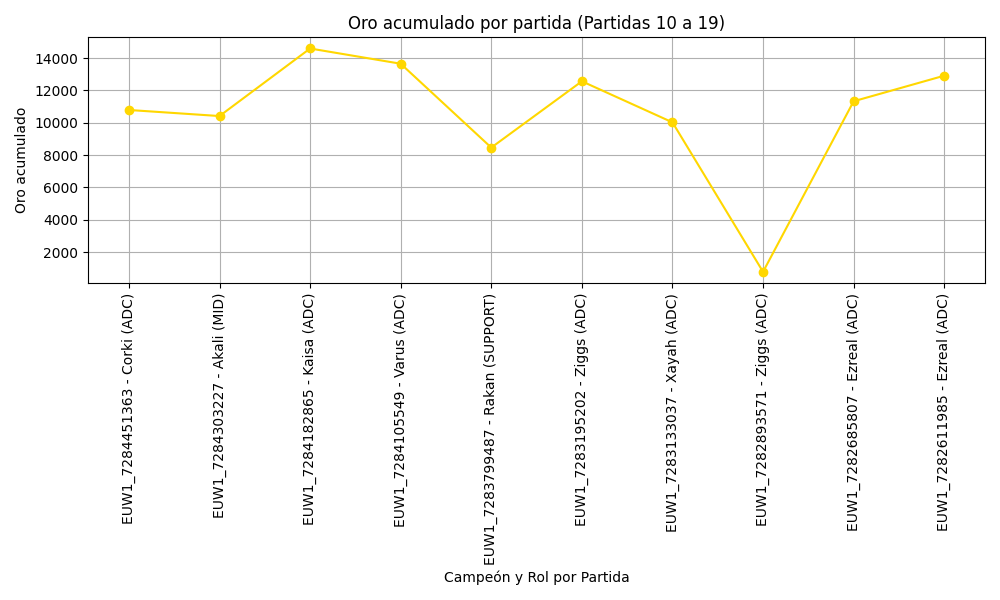 Oro acumulado por partida (Partidas 10 a 19)
Oro acumulado
14000
12000
10000
8000
6000
4000
2000
EUW1_7284451363 - Corki (ADC)
EUW1_7284303227 - Akali (MID)
EUW1_7284182865 - Kaisa (ADC)
EUW1_7284105549 - Varus (ADC)
EUW1_7283799487 - Rakan (SUPPORT)
EUW1_7283195202 - Ziggs (ADC)
EUW1_7283133037 - Xayah (ADC)
EUW1_7282893571 - Ziggs (ADC)
EUW1_7282685807 - Ezreal (ADC)
EUW1_7282611985 - Ezreal (ADC)
Campeón y Rol por Partida